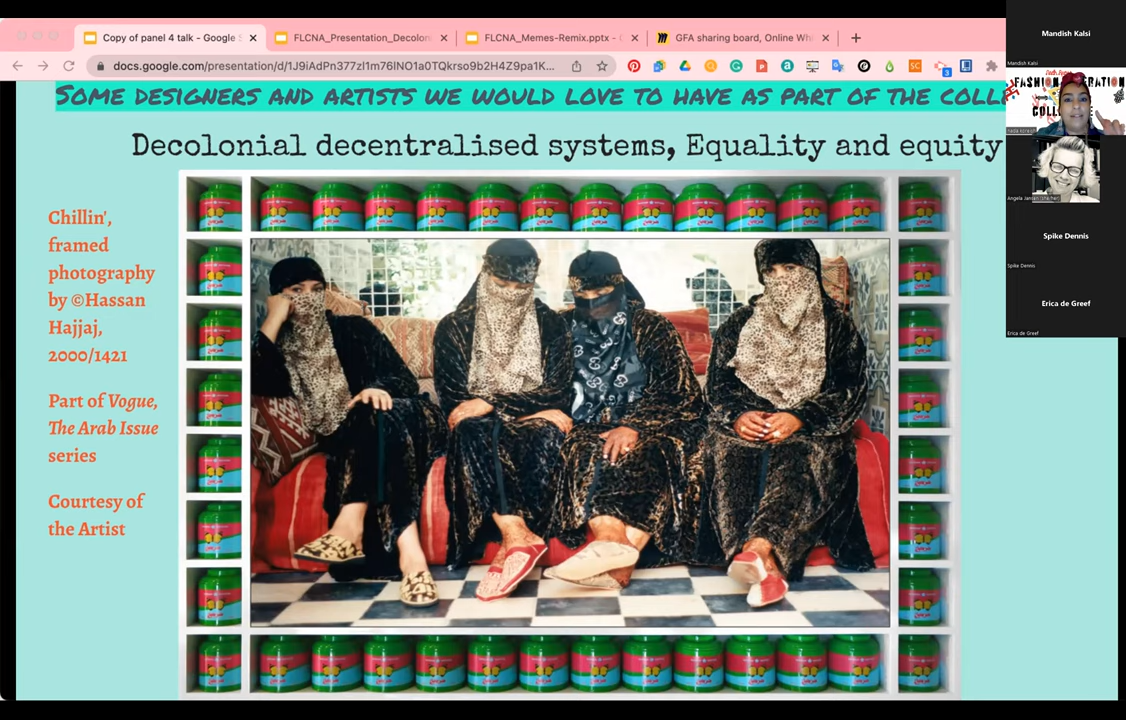 Copy of panel 4 talk - Google S
FLCNA_Presentation_Decolon
FLCNA_Memes-Remix.pptx - G
GFA sharing board, Online Wh
docs.google.com/presentation/d/1J9iAdPn377zI1m76INO1a0TQkrso9b2H4Z9pa1K...
SOME DESIGNERS AND ARTISTS WE WOULD LOVE TO HAVE AS PART OF THE COLL
Decolonial decentralised systems, Equality and equity
Chillin',
framed
photography
by ©Hassan
Hajjaj,
2000/1421
Part of Vogue,
The Arab Issue
series
Courtesy of
the Artist
Mandish Kalsi
Mandish Kalsi
FASHION
COLL
Spike Dennis
Spike Dennis
Erica de Greef
Erica de Greef